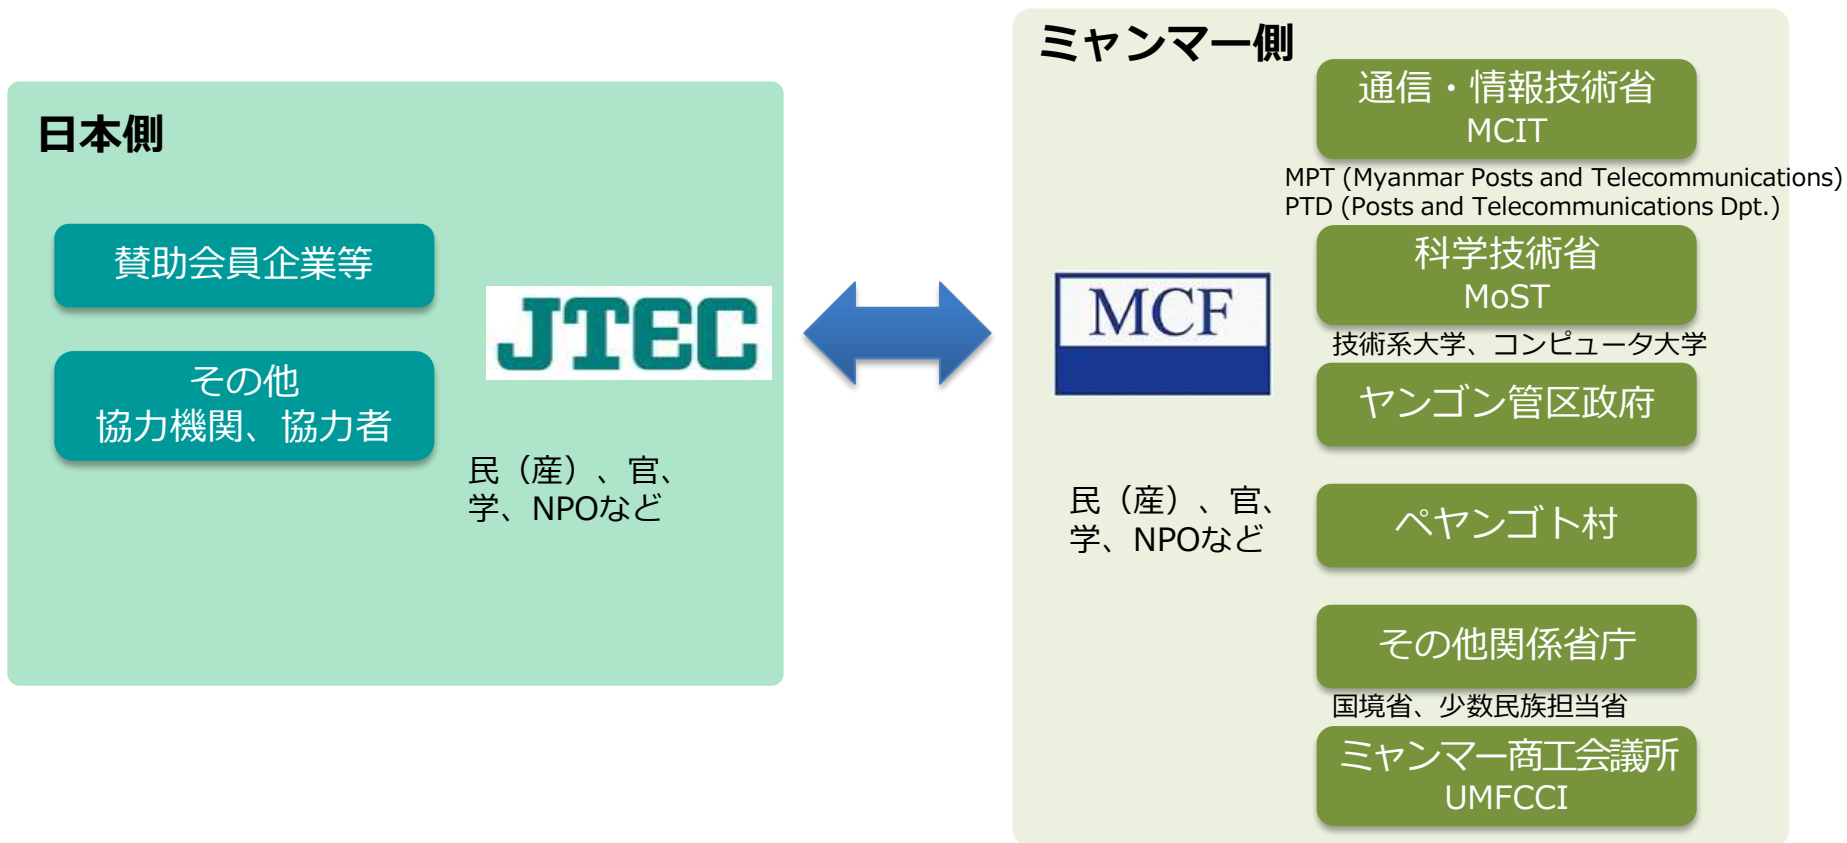 日本側
賛助会員企業等
その他
協力機関、協力者
JTEC
民（産）、官、
学、NPOなど
ミャンマー側
MCF
民（産）、官、
学、NPOなど
通信・情報技術省
MCIT
MPT (Myanmar Posts and Telecommunications)
PTD (Posts and Telecommunications Dpt.)
科学技術省
MoST
技術系大学、コンピュータ大学
ヤンゴン管区政府
ペヤンゴト村
その他関係省庁
国境省、少数民族担当省
ミャンマー商工会議所
UMFCCI